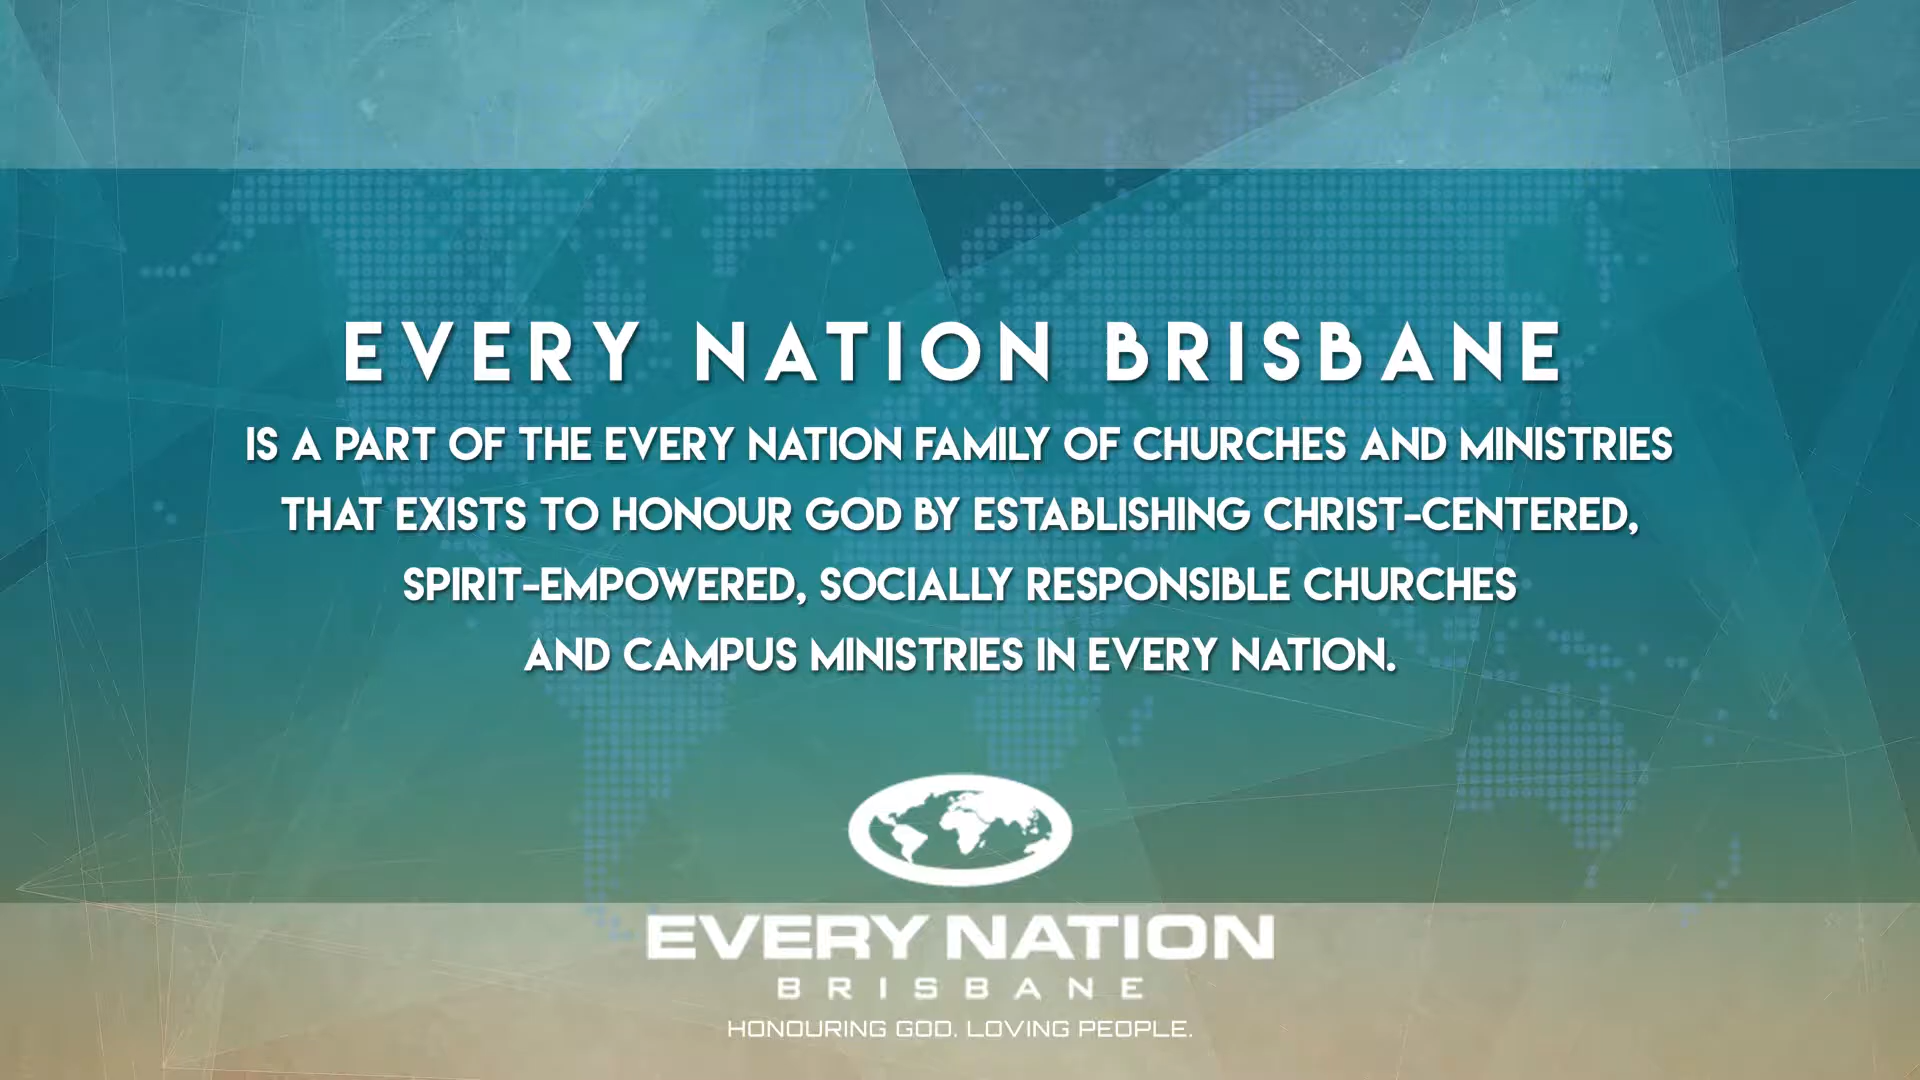 EVERY NATION BRISBANE
IS A PART OF THE EVERY NATION FAMILY OF CHURCHES AND MINISTRIES
THAT EXISTS TO HONOUR GOD BY ESTABLISHING CHRIST-CENTERED,
SPIRIT-EMPOWERED, SOCIALLY RESPONSIBLE CHURCHES
AND CAMPUS MINISTRIES IN EVERY NATION.
EVERY NATION
BRISBANE
HONOURING GOD. LOVING PEOPLE.